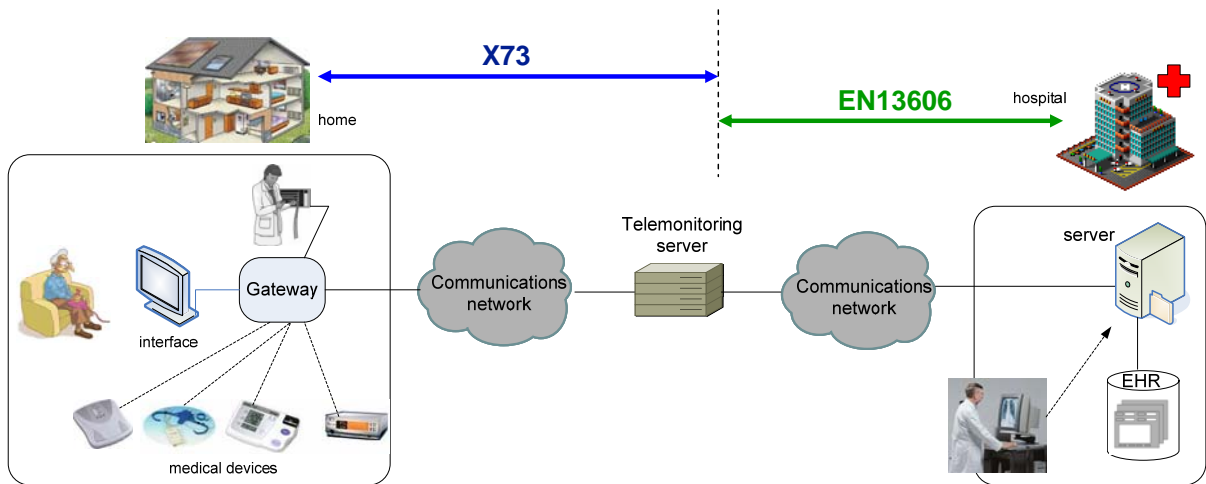 X73
EN13606
home
hospital
H
Telemonitoring
server
server
Gateway
Communications
network
Communications
network
interface
EHR
medical devices